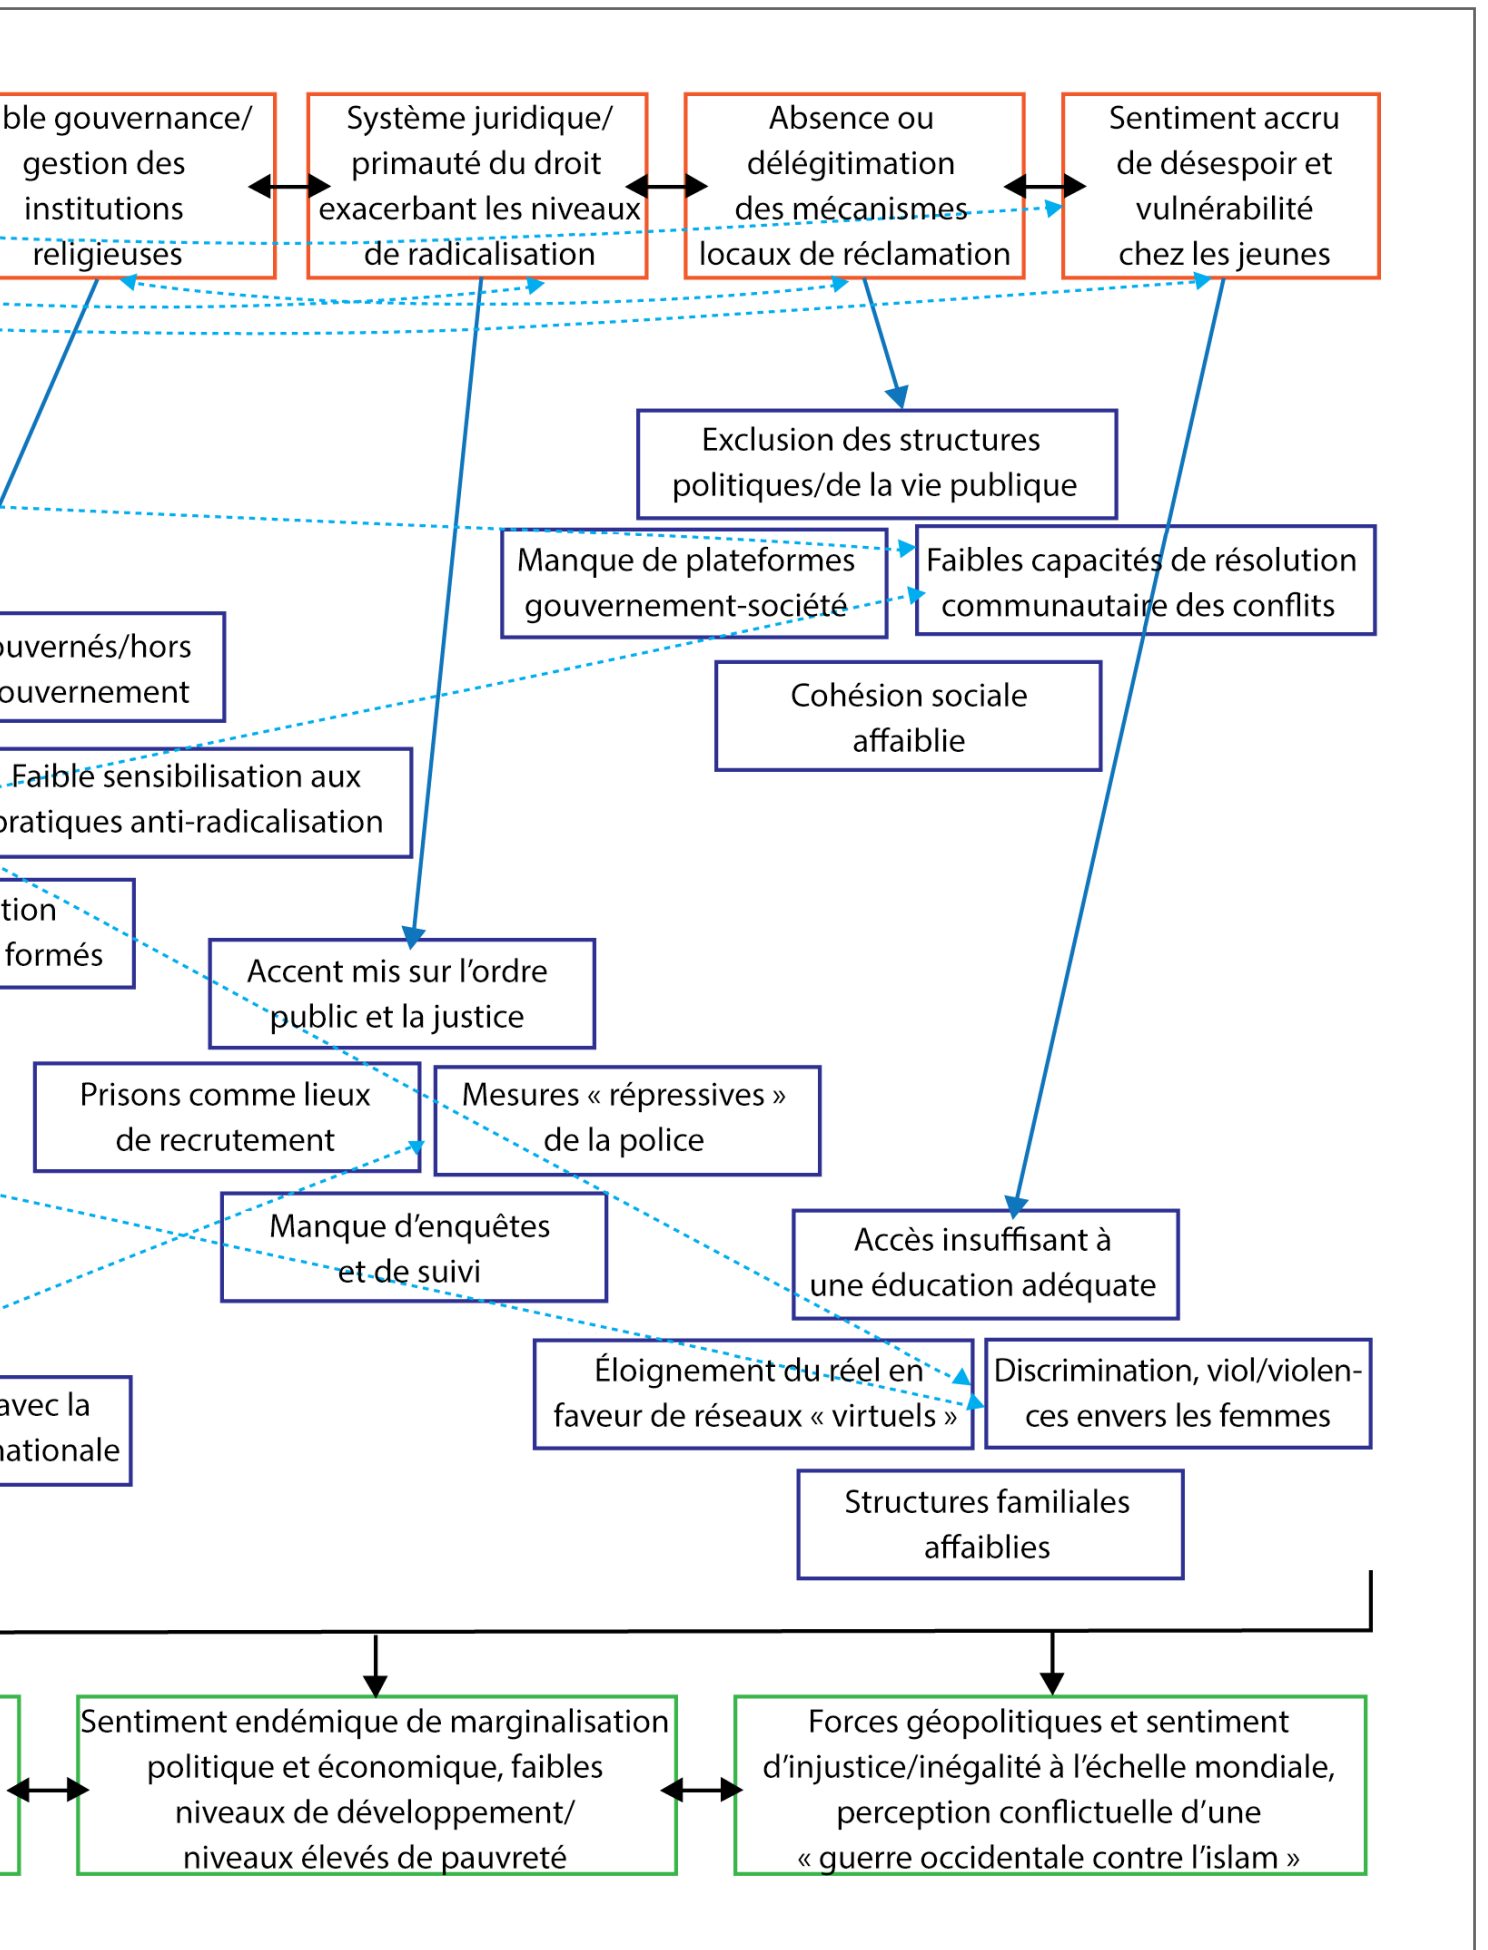 ble gouvernance/
gestion des
institutions
religieuses
Système juridique/
primauté du droit
exacerbant les niveaux
de radicalisation
Absence ou
délégitimation
des mécanismes
locaux de réclamation
Sentiment accru
de désespoir et
vulnérabilité
chez les jeunes
Exclusion des structures
politiques/de la vie publique
Manque de plateformes
gouvernement-société
Faibles capacités de résolution
communautaire des conflits
ouvernés/hors
ouvernement
Cohésion sociale
affaiblie
Faible sensibilisation aux
pratiques anti-radicalisation
tion
formés
Accent mis sur l'ordre
public et la justice
Prisons comme lieux
de recrutement
Mesures « répressives »
de la police
Manque d'enquêtes
et de suivi
Accès insuffisant à
une éducation adéquate
Éloignement du réel en
faveur de réseaux « virtuels »
Discrimination, viol/violen-
ces envers les femmes
avec la
nationale
Structures familiales
affaiblies
Sentiment endémique de marginalisation
politique et économique, faibles
niveaux de développement/
niveaux élevés de pauvreté
Forces géopolitiques et sentiment
d'injustice/inégalité à l'échelle mondiale,
perception conflictuelle d'une
« guerre occidentale contre l'islam »